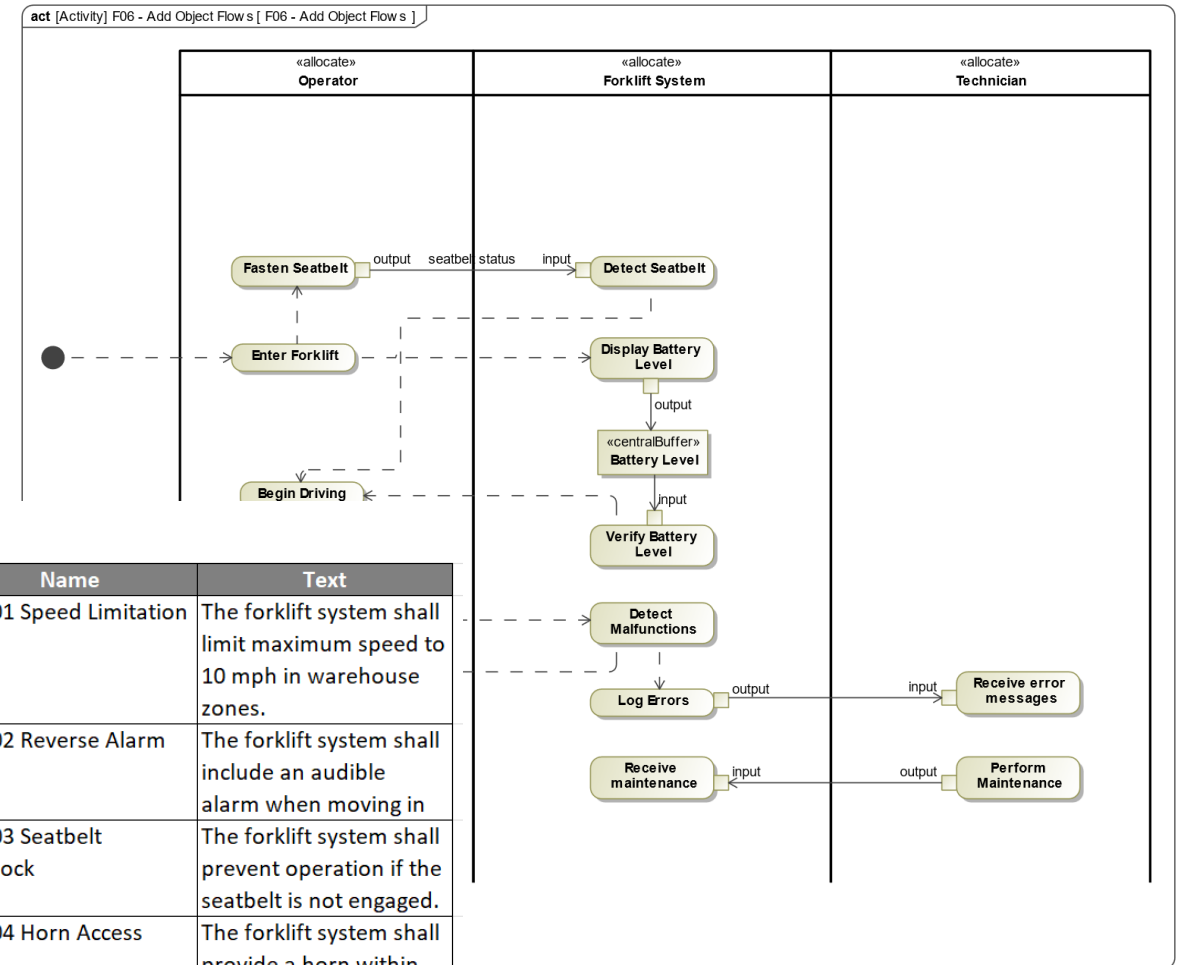 act [Activity] F06 - Add Object Flows [ F06 - Add Object Flows ]
«allocate»
Operator
«allocate»
Forklift System
«allocate»
Technician
Fasten Seatbelt
output
seatbelt status
input
Detect Seatbelt
Enter Forklift
Display Battery
Level
output
«centralBuffer»
Battery Level
input
Begin Driving
Verify Battery
Level
Detect
Malfunctions
Log Errors
output
input
Receive error
messages
Receive
maintenance
input
output
Perform
Maintenance
Name
Text
01 Speed Limitation
The forklift system shall
limit maximum speed to
10 mph in warehouse
zones.
02 Reverse Alarm
The forklift system shall
include an audible
alarm when moving in
03 Seatbelt
ock
The forklift system shall
prevent operation if the
seatbelt is not engaged.
04 Horn Access
The forklift system shall
provide a horn within